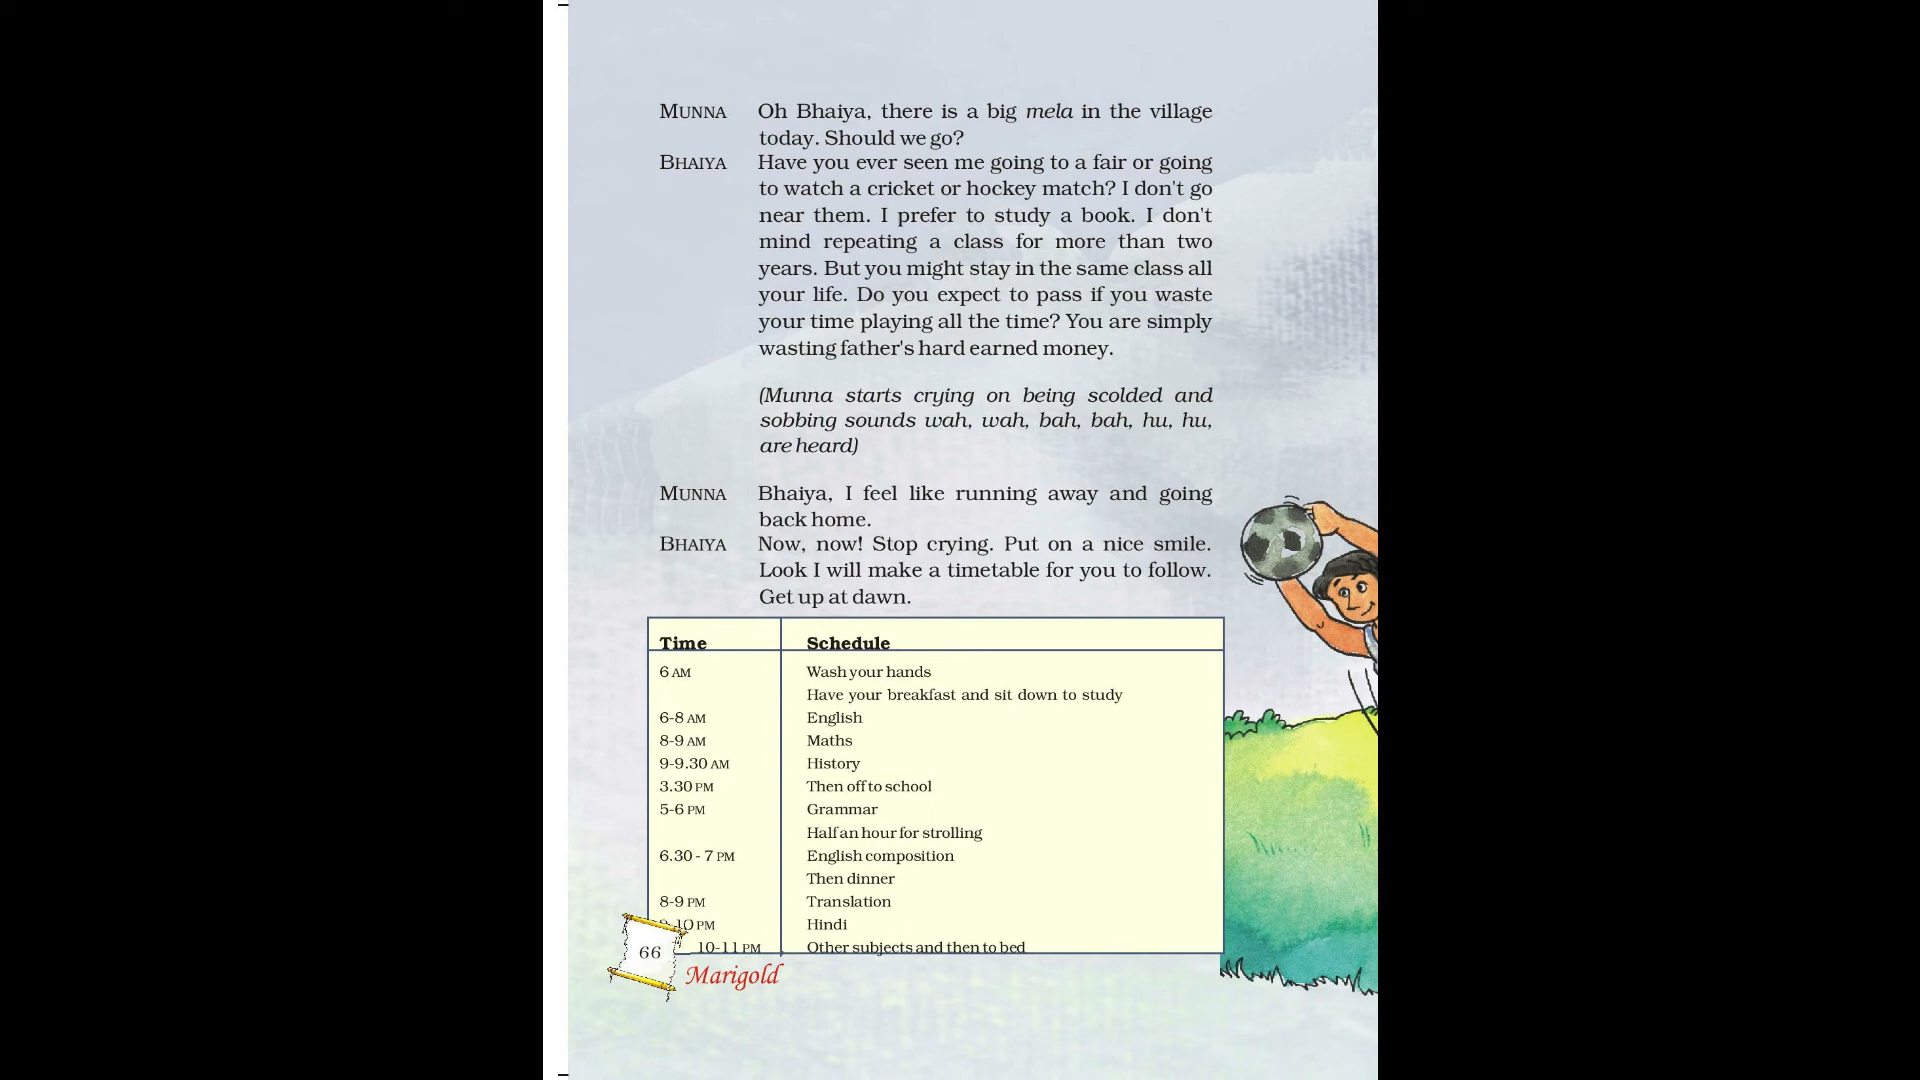 MUNNA Oh Bhaiya, there is a big mela in the village
today. Should we go?
BHAIYA Have you ever seen me going to a fair or going
to watch a cricket or hockey match? I don't go
near them. I prefer to study a book. I don't
mind repeating a class for more than two
years. But you might stay in the same class all
your life. Do you expect to pass if you waste
your time playing all the time? You are simply
wasting father's hard earned money.
(Munna starts crying on being scolded and
sobbing sounds wah, wah, bah, bah, hu, hu,
are heard)
MUNNA Bhaiya, I feel like running away and going
back home.
BHAIYA Now, now! Stop crying. Put on a nice smile.
Look I will make a timetable for you to follow.
Get up at dawn.
Time Schedule
6 AM Wash your hands
Have your breakfast and sit down to study
6-8 AM English
8-9 AM Maths
9-9.30 AM History
3.30 PM Then off to school
5-6 PM Grammar
Half an hour for strolling
6.30 - 7 PM English composition
Then dinner
8-9 PM Translation
9-10 PM Hindi
10-11 PM Other subjects and then to bed
66
Marigold